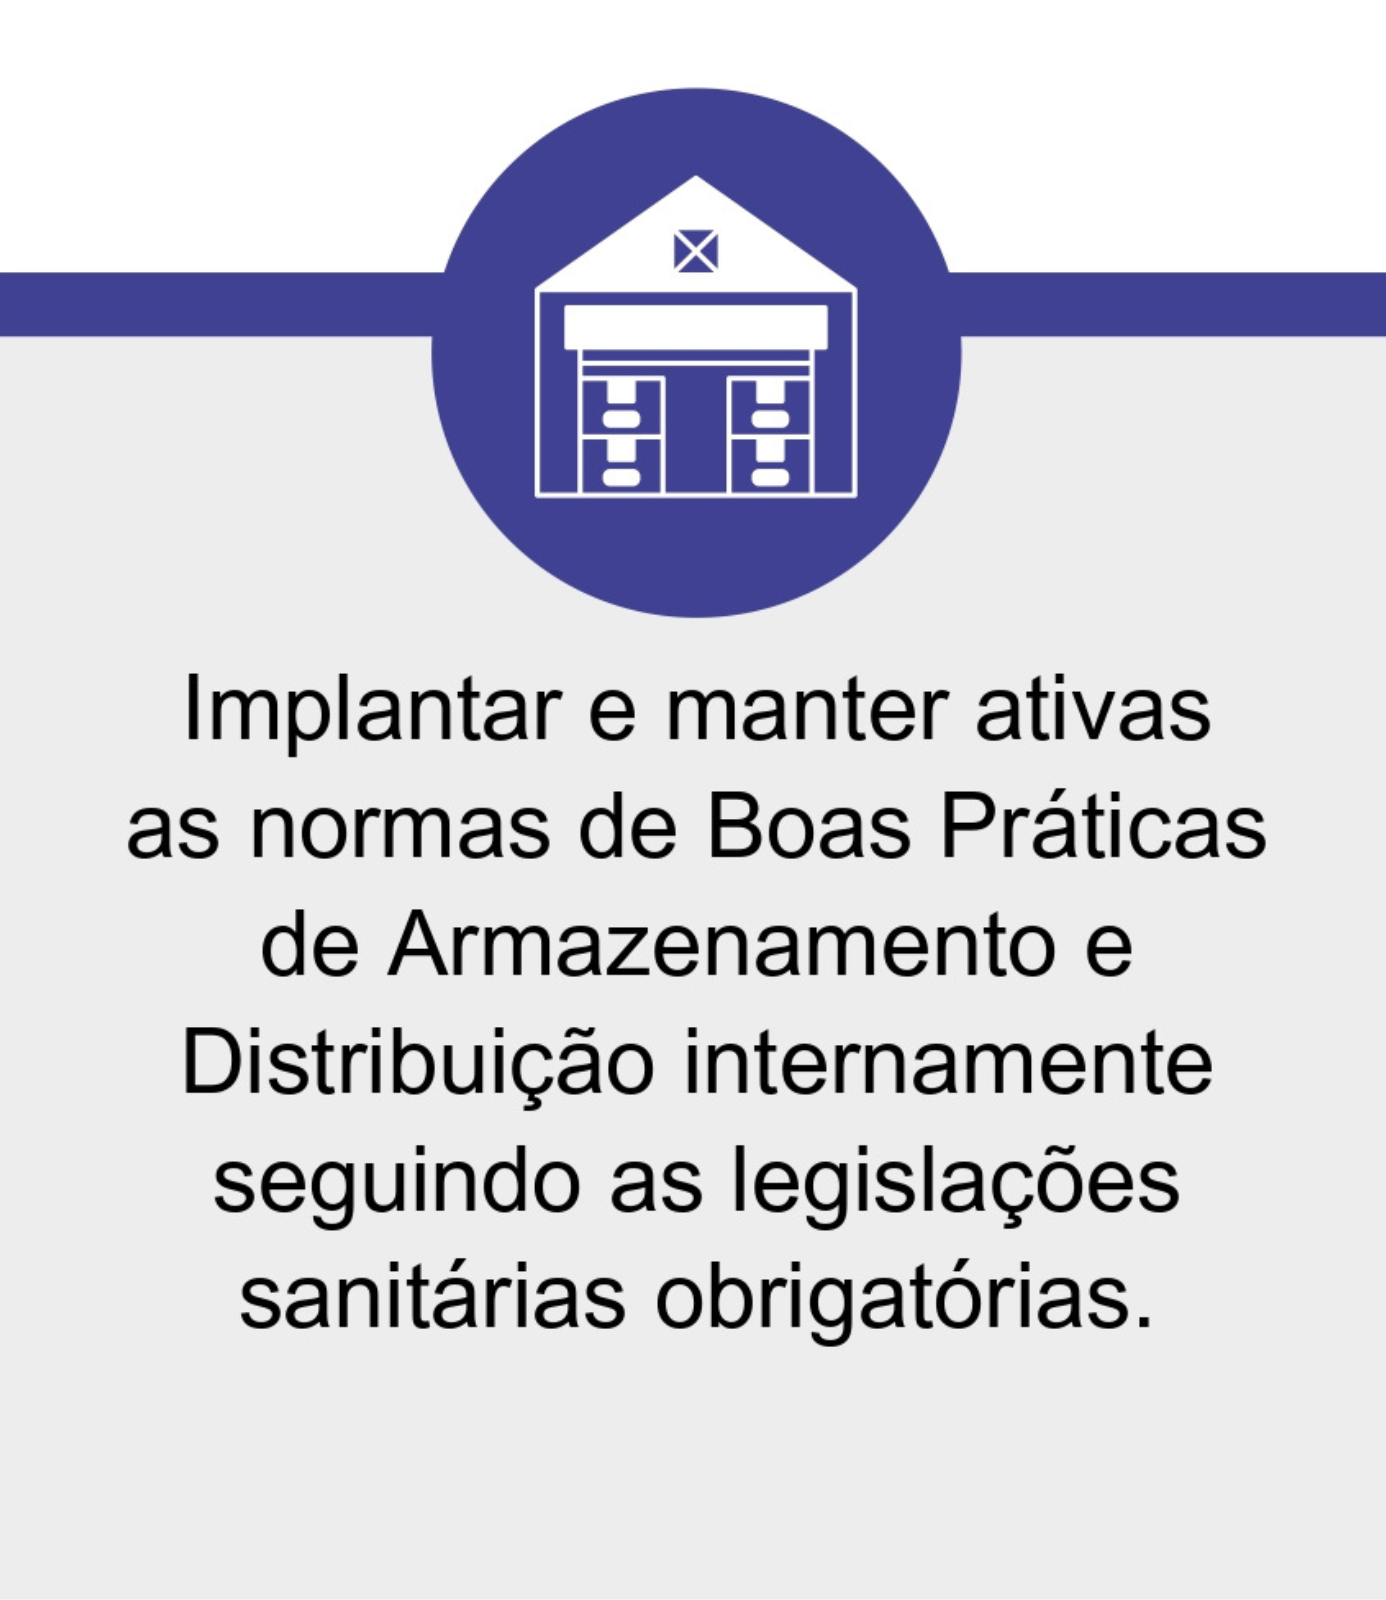 Implantar e manter ativas
as normas de Boas Práticas
de Armazenamento e
Distribuição internamente
seguindo as legislações
sanitárias obrigatórias.